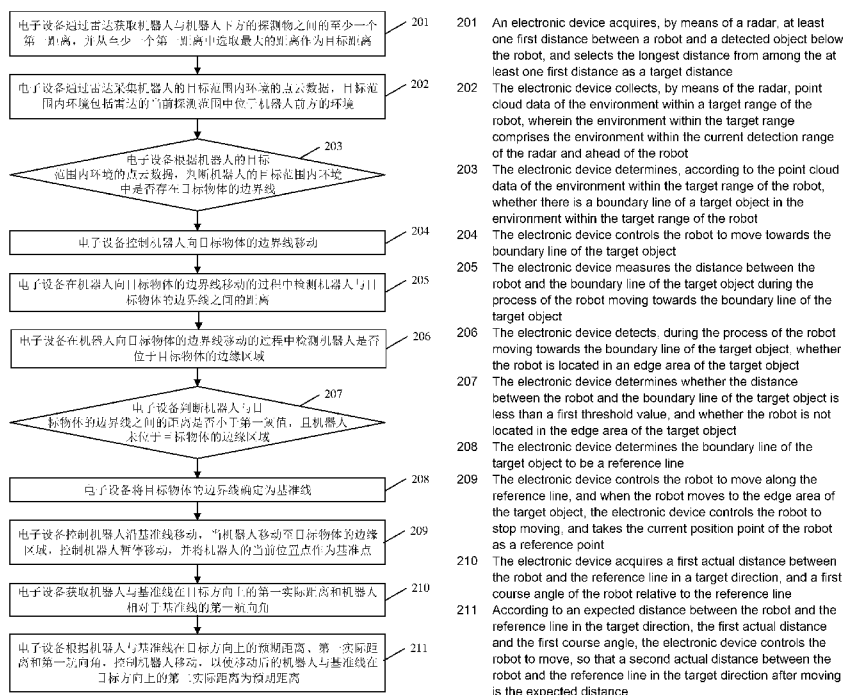 电子设备通过雷达获取机器人与机器人下方的探测物之间的至少一个
第一距离，并从至少一个第一距离中选取最大的距离作为目标距离
201
电子设备通过雷达采集机器人的目标范围内环境的点云数据，目标范
围内环境包括雷达的当前探测范围中位于机器人前方的环境
202
203
电子设备根据机器人的目标
范围内环境的点云数据，判断机器人的目标范围内环境
中是否存在目标物体的边界线
电子设备控制机器人向目标物体的边界线移动
204
电子设备在机器人向目标物体的边界线移动的过程中检测机器人与目
标物体的边界线之间的距离
205
电子设备在机器人向目标物体的边界线移动的过程中检测机器人是否
位于目标物体的边缘区域
206
207
电子设备判断机器人与目
标物体的边界线之间的距离是否小于第一阈值，且机器人
未位于目标物体的边缘区域
电子设备将目标物体的边界线确定为基准线
208
电子设备控制机器人沿基准线移动，当机器人移动至目标物体的边缘
区域，控制机器人暂停移动，并将机器人的当前位置点作为基准点
209
电子设备获取机器人与基准线在目标方向上的第一实际距离和机器人
相对于基准线的第一航向角
210
电子设备根据机器人与基准线在目标方向上的预期距离、第一实际距
离和第一航向角，控制机器人移动，以使移动后的机器人与基准线在
目标方向上的第二实际距离为预期距离
211
201 An electronic device acquires, by means of a radar, at least
one first distance between a robot and a detected object below
the robot, and selects the longest distance from among the at
least one first distance as a target distance
202 The electronic device collects, by means of the radar, point
cloud data of the environment within a target range of the
robot, wherein the environment within the target range
comprises the environment within the current detection range
of the radar and ahead of the robot
203 The electronic device determines, according to the point cloud
data of the environment within the target range of the robot,
whether there is a boundary line of a target object in the
environment within the target range of the robot
204 The electronic device controls the robot to move towards the
boundary line of the target object
205 The electronic device measures the distance between the
robot and the boundary line of the target object during the
process of the robot moving towards the boundary line of the
target object
206 The electronic device detects, during the process of the robot
moving towards the boundary line of the target object, whether
the robot is located in an edge area of the target object
207 The electronic device determines whether the distance
between the robot and the boundary line of the target object is
less than a first threshold value, and whether the robot is not
located in the edge area of the target object
208 The electronic device determines the boundary line of the
target object to be a reference line
209 The electronic device controls the robot to move along the
reference line, and when the robot moves to the edge area of
the target object, the electronic device controls the robot to
stop moving, and takes the current position point of the robot
as a reference point
210 The electronic device acquires a first actual distance between
the robot and the reference line in a target direction, and a first
course angle of the robot relative to the reference line
211 According to an expected distance between the robot and the
reference line in the target direction, the first actual distance
and the first course angle, the electronic device controls the
robot to move, so that a second actual distance between the
robot and the reference line in the target direction after moving
is the expected distance